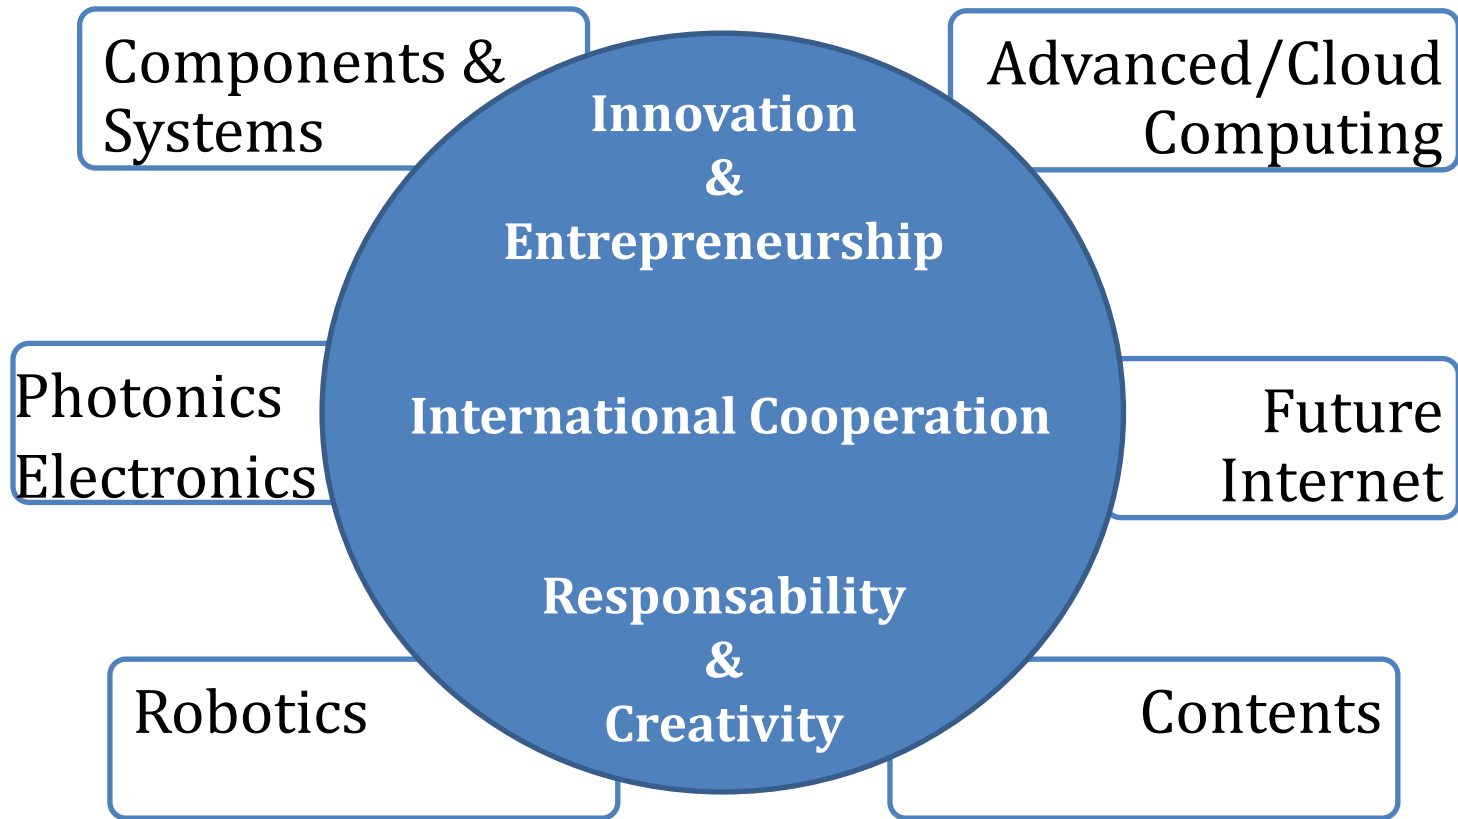 Components &
Systems
Advanced/Cloud
Computing
Innovation
&
Entrepreneurship
Photonics
Electronics
International Cooperation
Future
Internet
Responsability
&
Creativity
Robotics
Contents